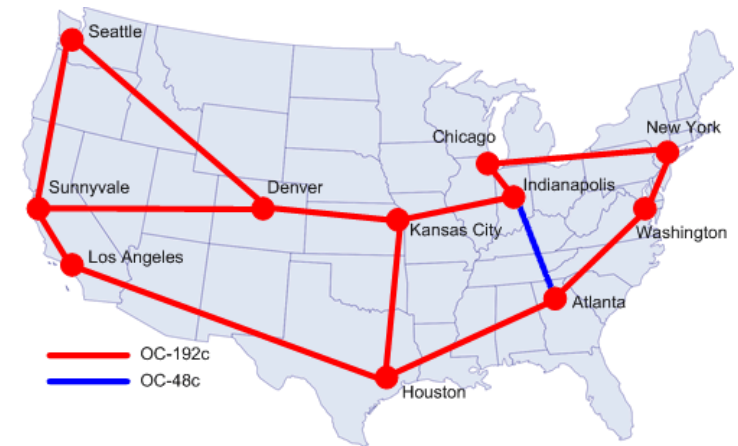 Seattle
Chicago
New York
Sunnyvale
Denver
Indianapolis
Kansas City
Washington
Los Angeles
Atlanta
OC-192c
OC-48c
Houston